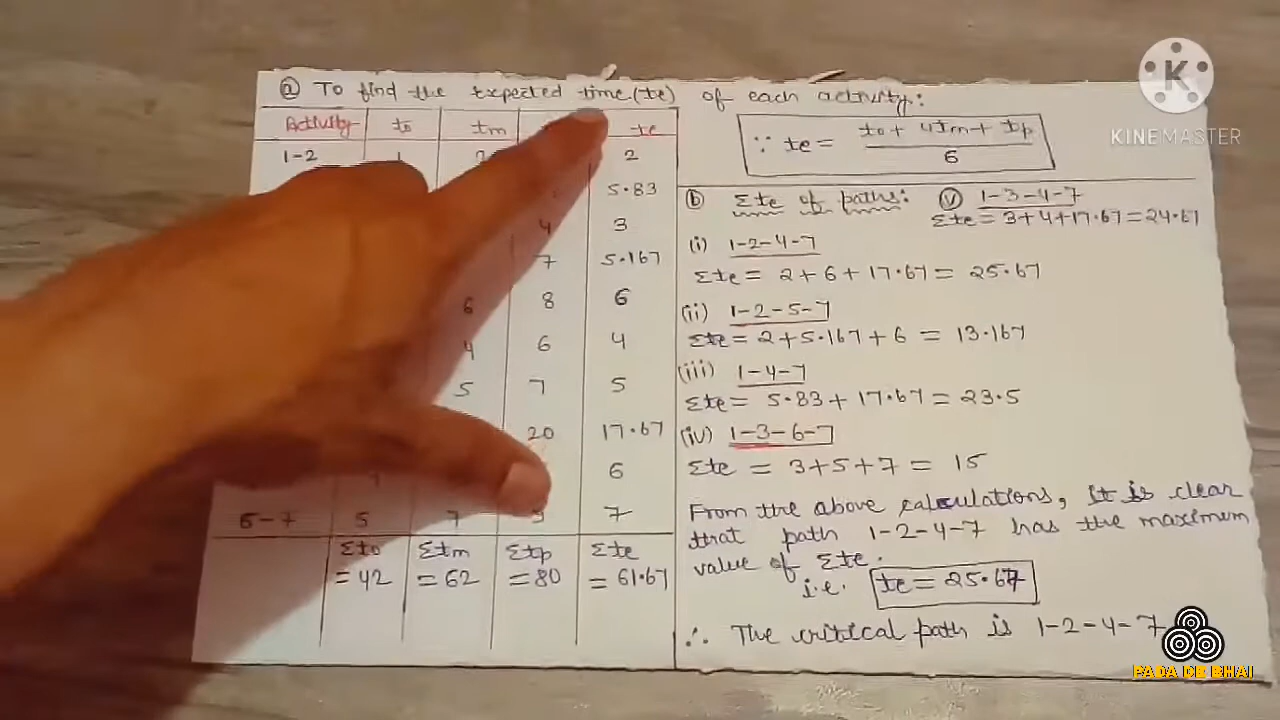 ⓐ To find the Expected time (te) of each activity:
Activity to tm te
1-2 1 2
5.83
4 3
7 5.167
6 8 6
4 6 4
5 7 5
20 17.67
6
6-7 5 7 9 7
Σto Σtm Σtp Σte
=42 =62 =80 =61.67
∵ te = to + 4tm + tp / 6
ⓑ Σte of paths:
(i) 1-2-4-7
Σte = 2+6+17.67 = 25.67
(ii) 1-2-5-7
Σte = 2+5.167+6 = 13.167
(iii) 1-4-7
Σte = 5.83+17.67 = 23.5
(iv) 1-3-6-7
Σte = 3+5+7 = 15
ⓥ 1-3-4-7
Σte = 3+4+17.67 = 24.67
From the above calculations, it is clear
that path 1-2-4-7 has the maximum
value of Σte.
i.e. te = 25.67
∴ The critical path is 1-2-4-7
K
KINEMASTER
PADA DE BHAI